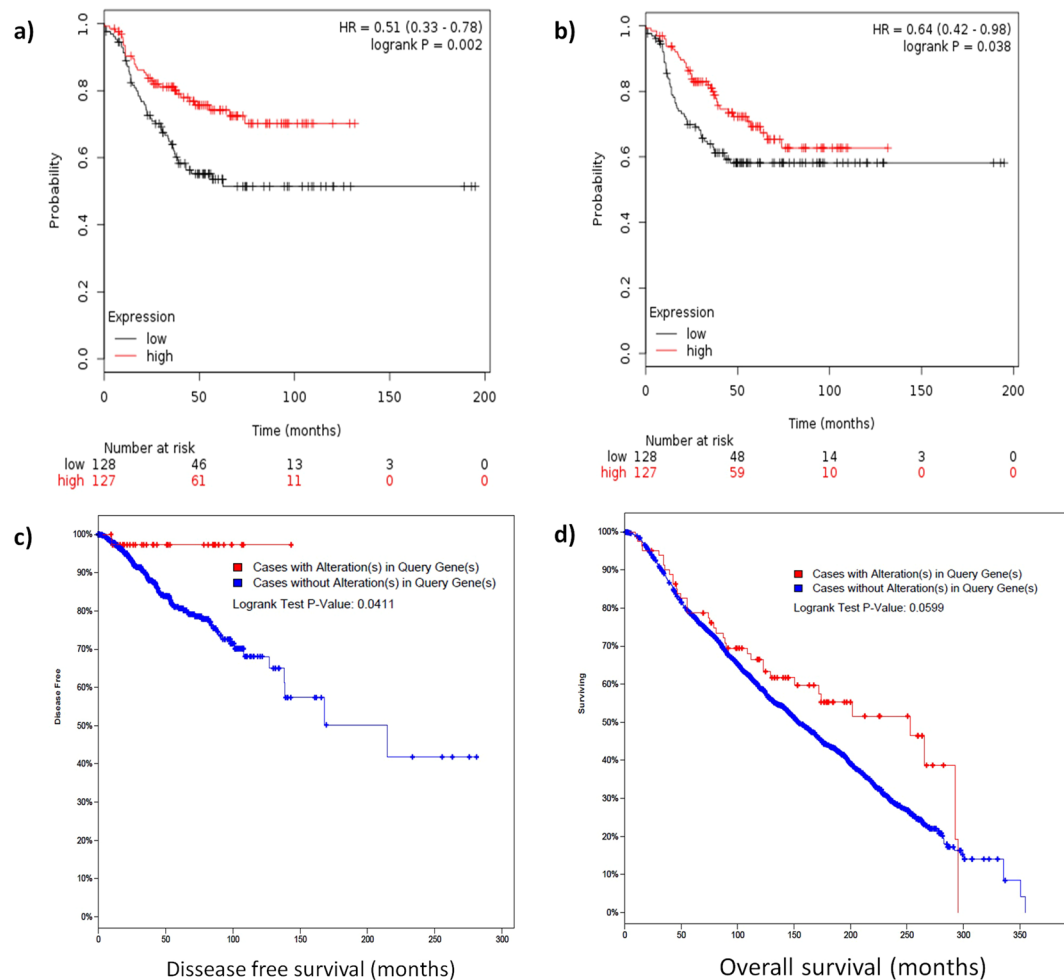 a)
HR = 0.51 (0.33 - 0.78)
logrank P = 0.002
Probability
1.0
0.8
0.6
0.4
0.2
0.0
Expression
low
high
0 50 100 150 200
Time (months)
Number at risk
low 128 46 13 3 0
high 127 61 11 0 0
b)
HR = 0.64 (0.42 - 0.98)
logrank P = 0.038
Probability
1.0
0.8
0.6
0.4
0.2
0.0
Expression
low
high
0 50 100 150 200
Time (months)
Number at risk
low 128 48 14 3 0
high 127 59 10 0 0
c)
Disease Free
100%
90%
80%
70%
60%
50%
40%
30%
20%
10%
0%
Cases with Alteration(s) in Query Gene(s)
Cases without Alteration(s) in Query Gene(s)
Logrank Test P-Value: 0.0411
0 50 100 150 200 250 300
Dissease free survival (months)
d)
Surviving
100%
90%
80%
70%
60%
50%
40%
30%
20%
10%
0%
Cases with Alteration(s) in Query Gene(s)
Cases without Alteration(s) in Query Gene(s)
Logrank Test P-Value: 0.0599
0 50 100 150 200 250 300 350
Overall survival (months)